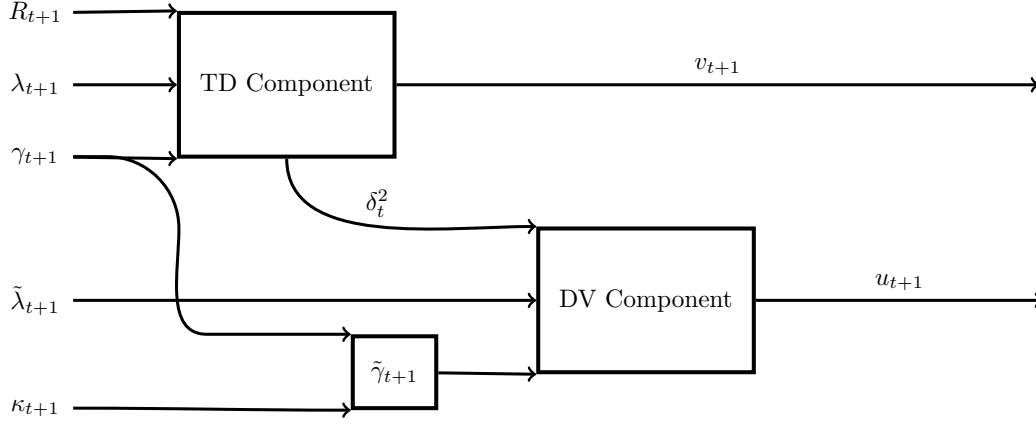 R_{t+1}
λ_{t+1}
TD Component
v_{t+1}
γ_{t+1}
δ_t^2
λ̃_{t+1}
DV Component
u_{t+1}
γ̃_{t+1}
κ_{t+1}